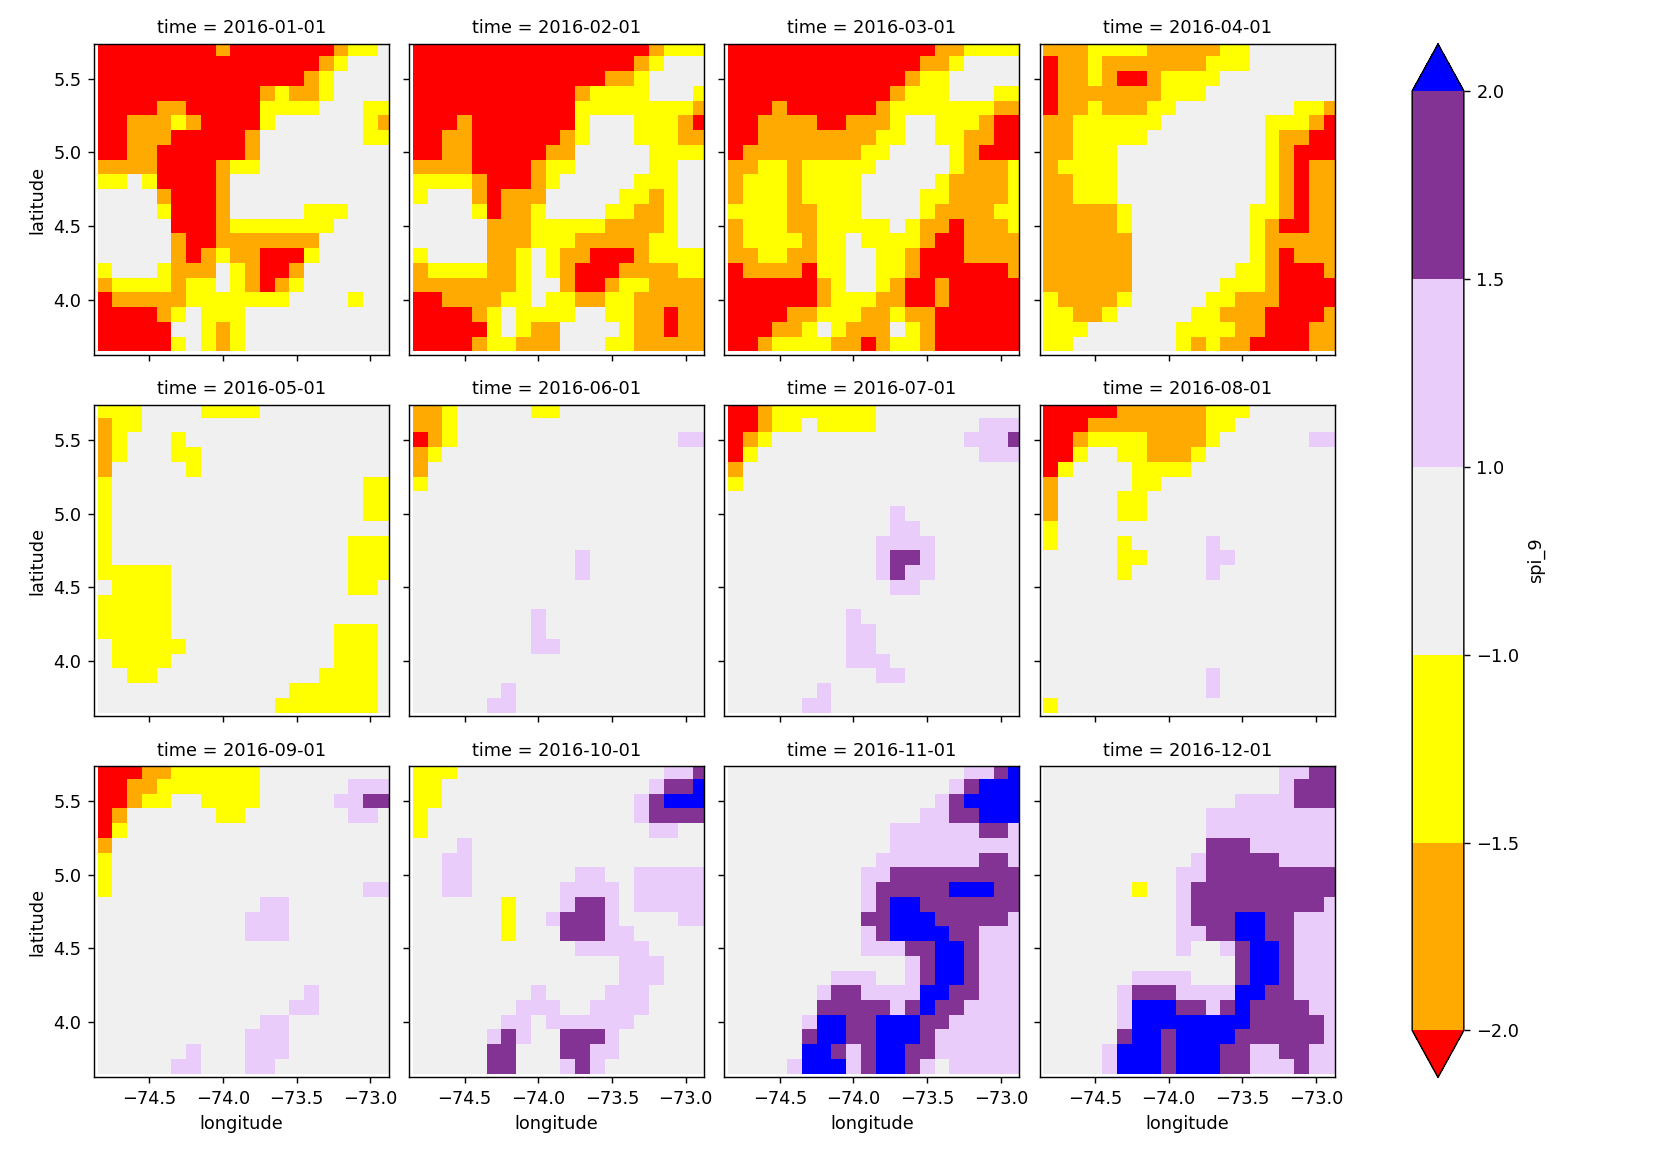 time = 2016-01-01
time = 2016-02-01
time = 2016-03-01
time = 2016-04-01
latitude
5.5
5.0
4.5
4.0
time = 2016-05-01
time = 2016-06-01
time = 2016-07-01
time = 2016-08-01
latitude
5.5
5.0
4.5
4.0
time = 2016-09-01
time = 2016-10-01
time = 2016-11-01
time = 2016-12-01
latitude
5.5
5.0
4.5
4.0
−74.5 −74.0 −73.5 −73.0
longitude
−74.5 −74.0 −73.5 −73.0
longitude
−74.5 −74.0 −73.5 −73.0
longitude
−74.5 −74.0 −73.5 −73.0
longitude
2.0
1.5
1.0
−1.0
−1.5
−2.0
spi_9